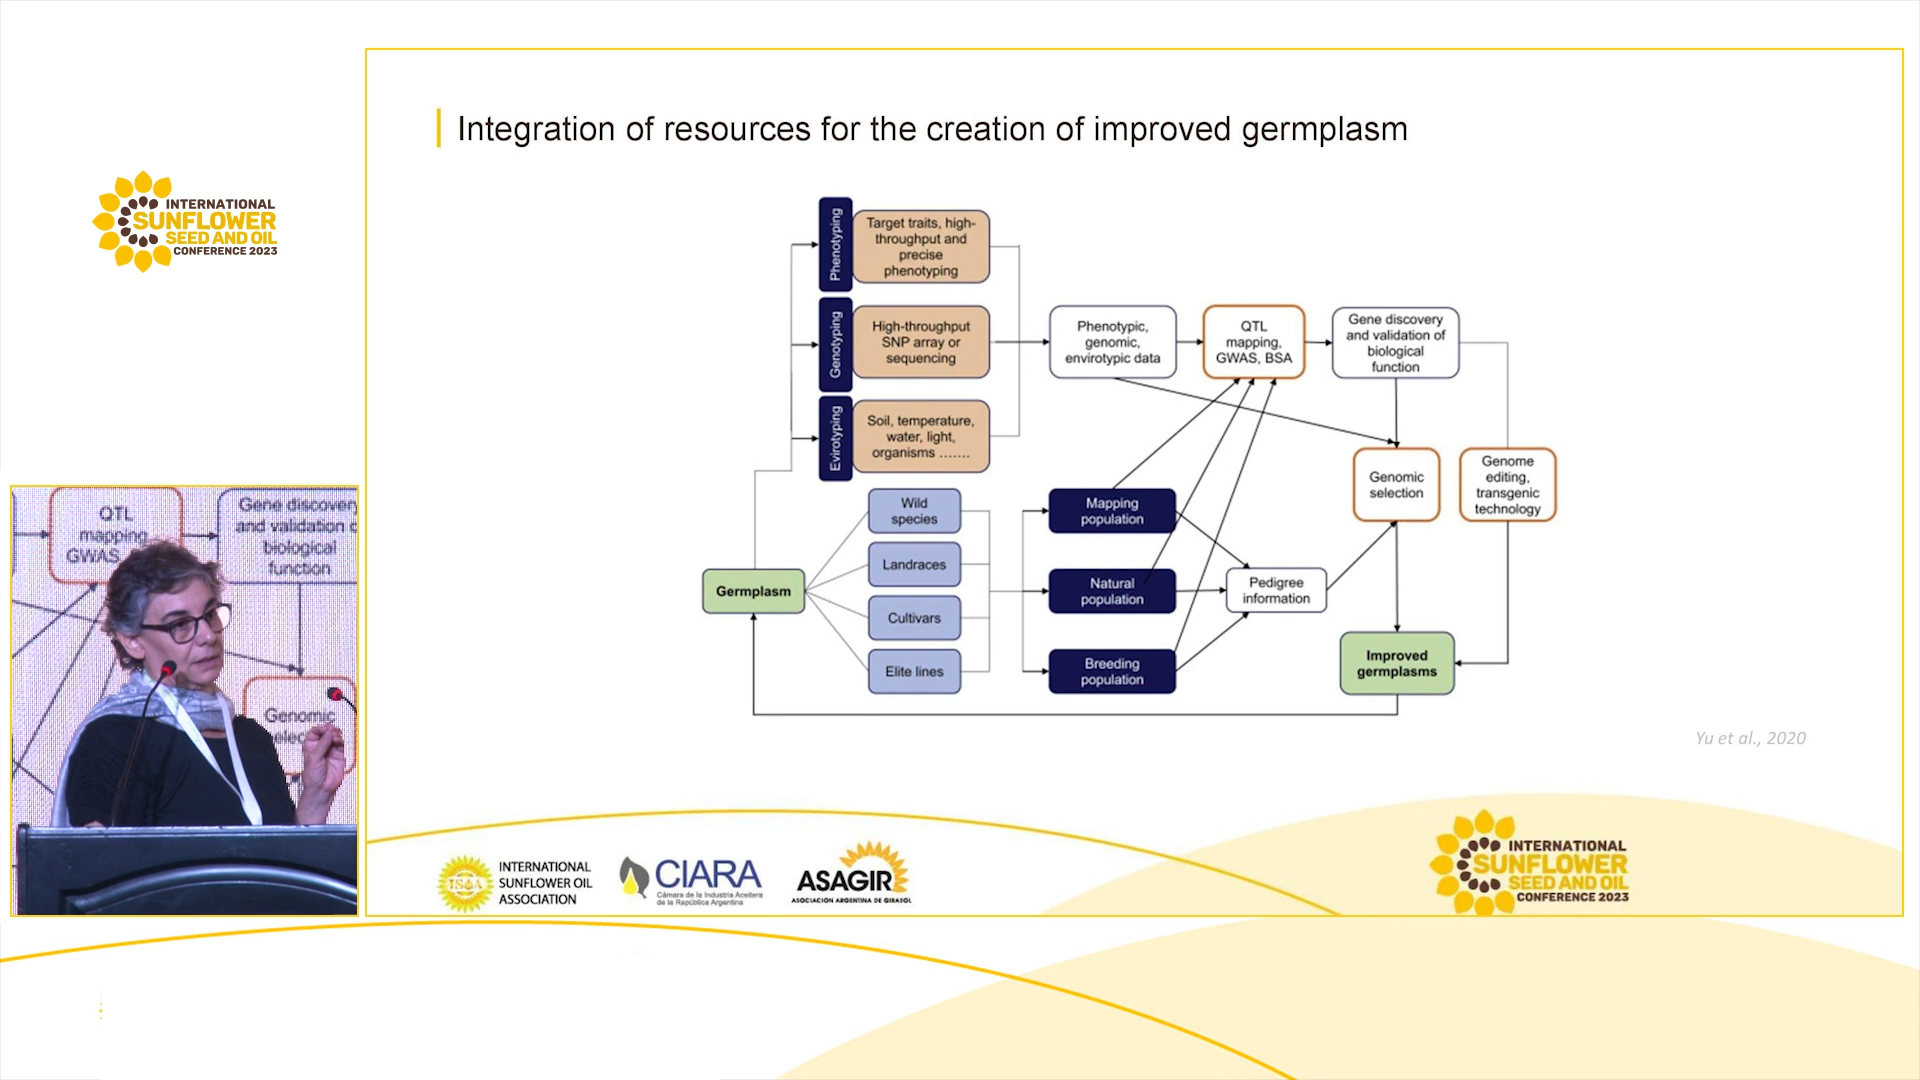 Integration of resources for the creation of improved germplasm
INTERNATIONAL
SUNFLOWER
SEED AND OIL
CONFERENCE 2023
Phenotyping
Target traits, high-
throughput and
precise
phenotyping
Genotyping
High-throughput
SNP array or
sequencing
Evirotyping
Soil, temperature,
water, light,
organisms .......
Phenotypic,
genomic,
envirotypic data
QTL
mapping,
GWAS, BSA
Gene discovery
and validation of
biological
function
Genomic
selection
Genome
editing,
transgenic
technology
Germplasm
Wild
species
Landraces
Cultivars
Elite lines
Mapping
population
Natural
population
Breeding
population
Pedigree
information
Improved
germplasms
Yu et al., 2020
QTL
mapping
GWAS
Gene discovery
and validation
biological
function
Genomic
ISOA
INTERNATIONAL
SUNFLOWER OIL
ASSOCIATION
CIARA
Cámara de la Industria Aceitera
de la República Argentina
ASAGIR
ASOCIACION ARGENTINA DE GIRASOL
INTERNATIONAL
SUNFLOWER
SEED AND OIL
CONFERENCE 2023